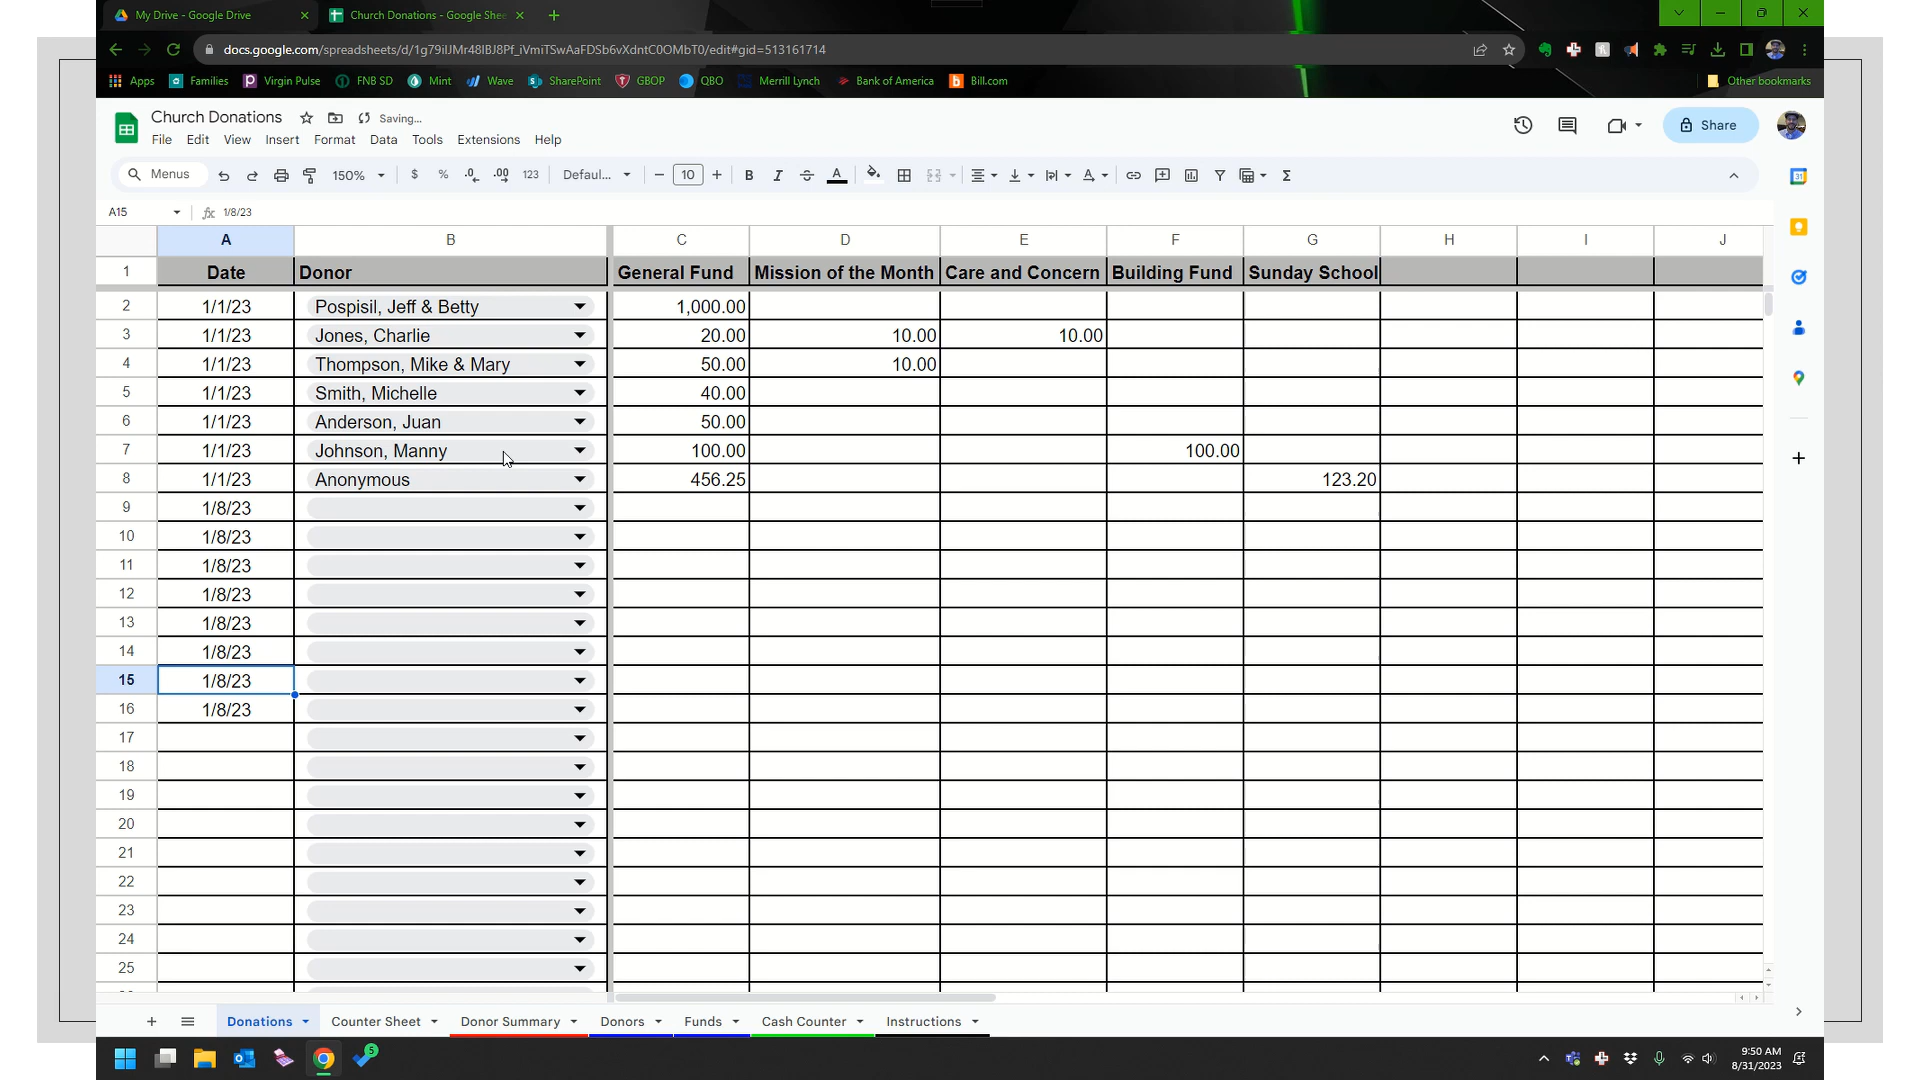 My Drive - Google Drive
Church Donations - Google Shee
docs.google.com/spreadsheets/d/1g79iIJMr48IBJ8Pf_iVmiTSwAaFDSb6vXdntC0OMbT0/edit#gid=513161714
Apps Families Virgin Pulse FNB SD Mint Wave SharePoint GBOP QBO Merrill Lynch Bank of America Bill.com Other bookmarks
Church Donations Saving...
File Edit View Insert Format Data Tools Extensions Help
Share
Menus 150% $ % .0 .00 123 Defaul... 10 B I A
A15 1/8/23
A B C D E F G H I J
1 Date Donor General Fund Mission of the Month Care and Concern Building Fund Sunday School
2 1/1/23 Pospisil, Jeff & Betty 1,000.00
3 1/1/23 Jones, Charlie 20.00 10.00 10.00
4 1/1/23 Thompson, Mike & Mary 50.00 10.00
5 1/1/23 Smith, Michelle 40.00
6 1/1/23 Anderson, Juan 50.00
7 1/1/23 Johnson, Manny 100.00 100.00
8 1/1/23 Anonymous 456.25 123.20
9 1/8/23
10 1/8/23
11 1/8/23
12 1/8/23
13 1/8/23
14 1/8/23
15 1/8/23
16 1/8/23
17
18
19
20
21
22
23
24
25
Donations Counter Sheet Donor Summary Donors Funds Cash Counter Instructions
5
9:50 AM
8/31/2023